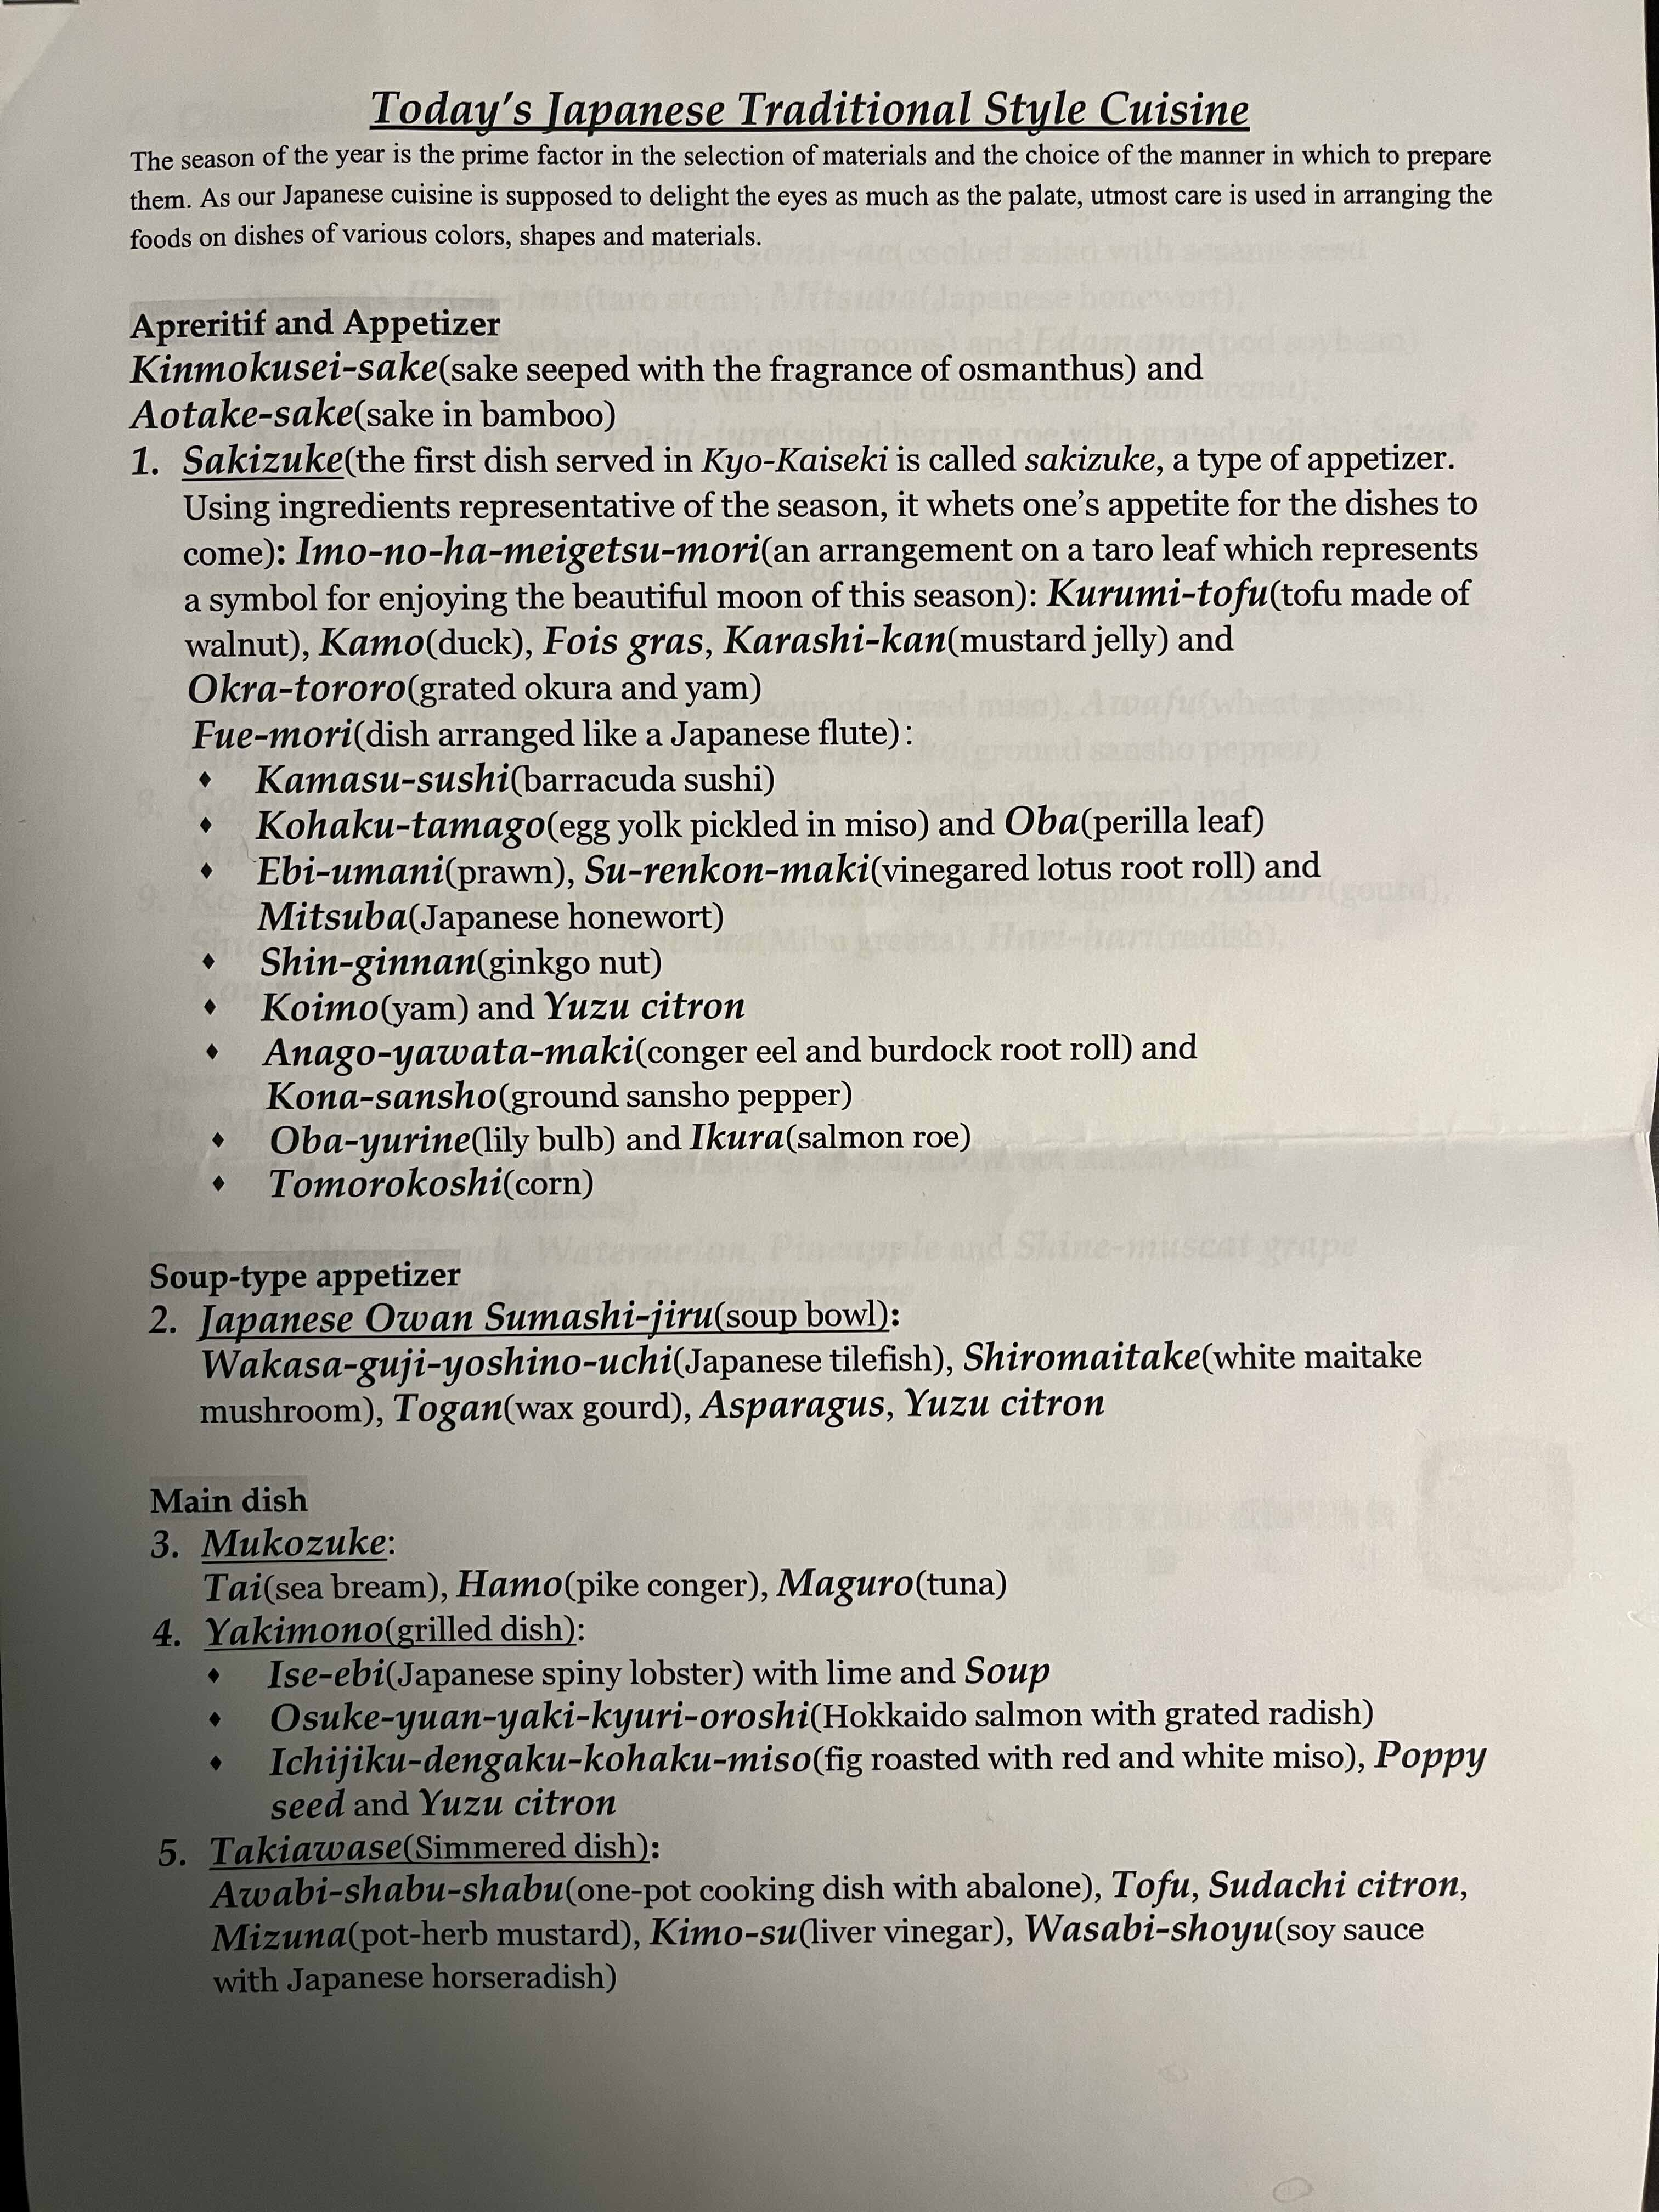 Today's Japanese Traditional Style Cuisine
The season of the year is the prime factor in the selection of materials and the choice of the manner in which to prepare
them. As our Japanese cuisine is supposed to delight the eyes as much as the palate, utmost care is used in arranging the
foods on dishes of various colors, shapes and materials.
Apreritif and Appetizer
Kinmokusei-sake(sake seeped with the fragrance of osmanthus) and
Aotake-sake(sake in bamboo)
1. Sakizuke(the first dish served in Kyo-Kaiseki is called sakizuke, a type of appetizer.
Using ingredients representative of the season, it whets one's appetite for the dishes to
come): Imo-no-ha-meigetsu-mori(an arrangement on a taro leaf which represents
a symbol for enjoying the beautiful moon of this season): Kurumi-tofu(tofu made of
walnut), Kamo(duck), Fois gras, Karashi-kan(mustard jelly) and
Okra-tororo(grated okura and yam)
Fue-mori(dish arranged like a Japanese flute):
♦ Kamasu-sushi(barracuda sushi)
♦ Kohaku-tamago(egg yolk pickled in miso) and Oba(perilla leaf)
♦ Ebi-umani(prawn), Su-renkon-maki(vinegared lotus root roll) and
Mitsuba(Japanese honewort)
♦ Shin-ginnan(ginkgo nut)
♦ Koimo(yam) and Yuzu citron
♦ Anago-yawata-maki(conger eel and burdock root roll) and
Kona-sansho(ground sansho pepper)
♦ Oba-yurine(lily bulb) and Ikura(salmon roe)
♦ Tomorokoshi(corn)
Soup-type appetizer
2. Japanese Owan Sumashi-jiru(soup bowl):
Wakasa-guji-yoshino-uchi(Japanese tilefish), Shiromaitake(white maitake
mushroom), Togan(wax gourd), Asparagus, Yuzu citron
Main dish
3. Mukozuke:
Tai(sea bream), Hamo(pike conger), Maguro(tuna)
4. Yakimono(grilled dish):
♦ Ise-ebi(Japanese spiny lobster) with lime and Soup
♦ Osuke-yuan-yaki-kyuri-oroshi(Hokkaido salmon with grated radish)
♦ Ichijiku-dengaku-kohaku-miso(fig roasted with red and white miso), Poppy
seed and Yuzu citron
5. Takiawase(Simmered dish):
Awabi-shabu-shabu(one-pot cooking dish with abalone), Tofu, Sudachi citron,
Mizuna(pot-herb mustard), Kimo-su(liver vinegar), Wasabi-shoyu(soy sauce
with Japanese horseradish)